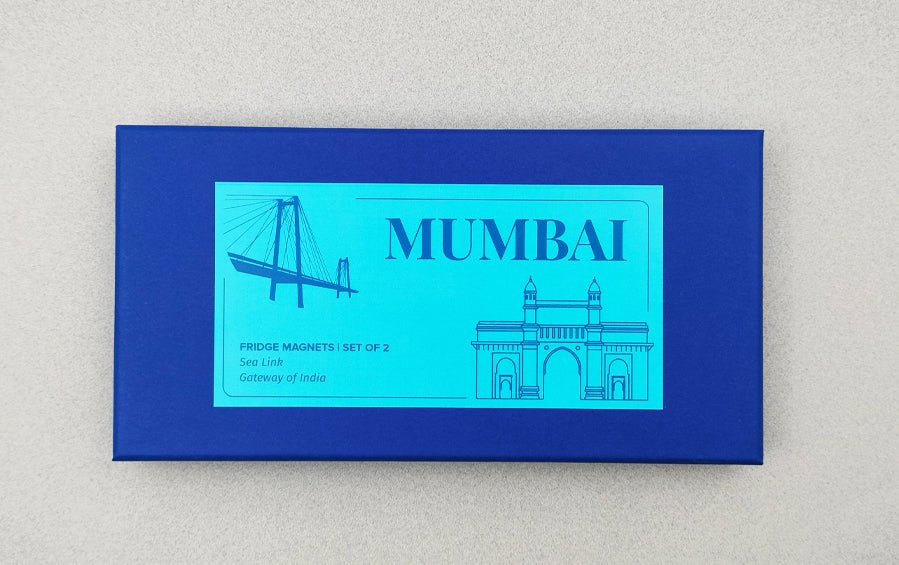 MUMBAI
FRIDGE MAGNETS | SET OF 2
Sea Link
Gateway of India